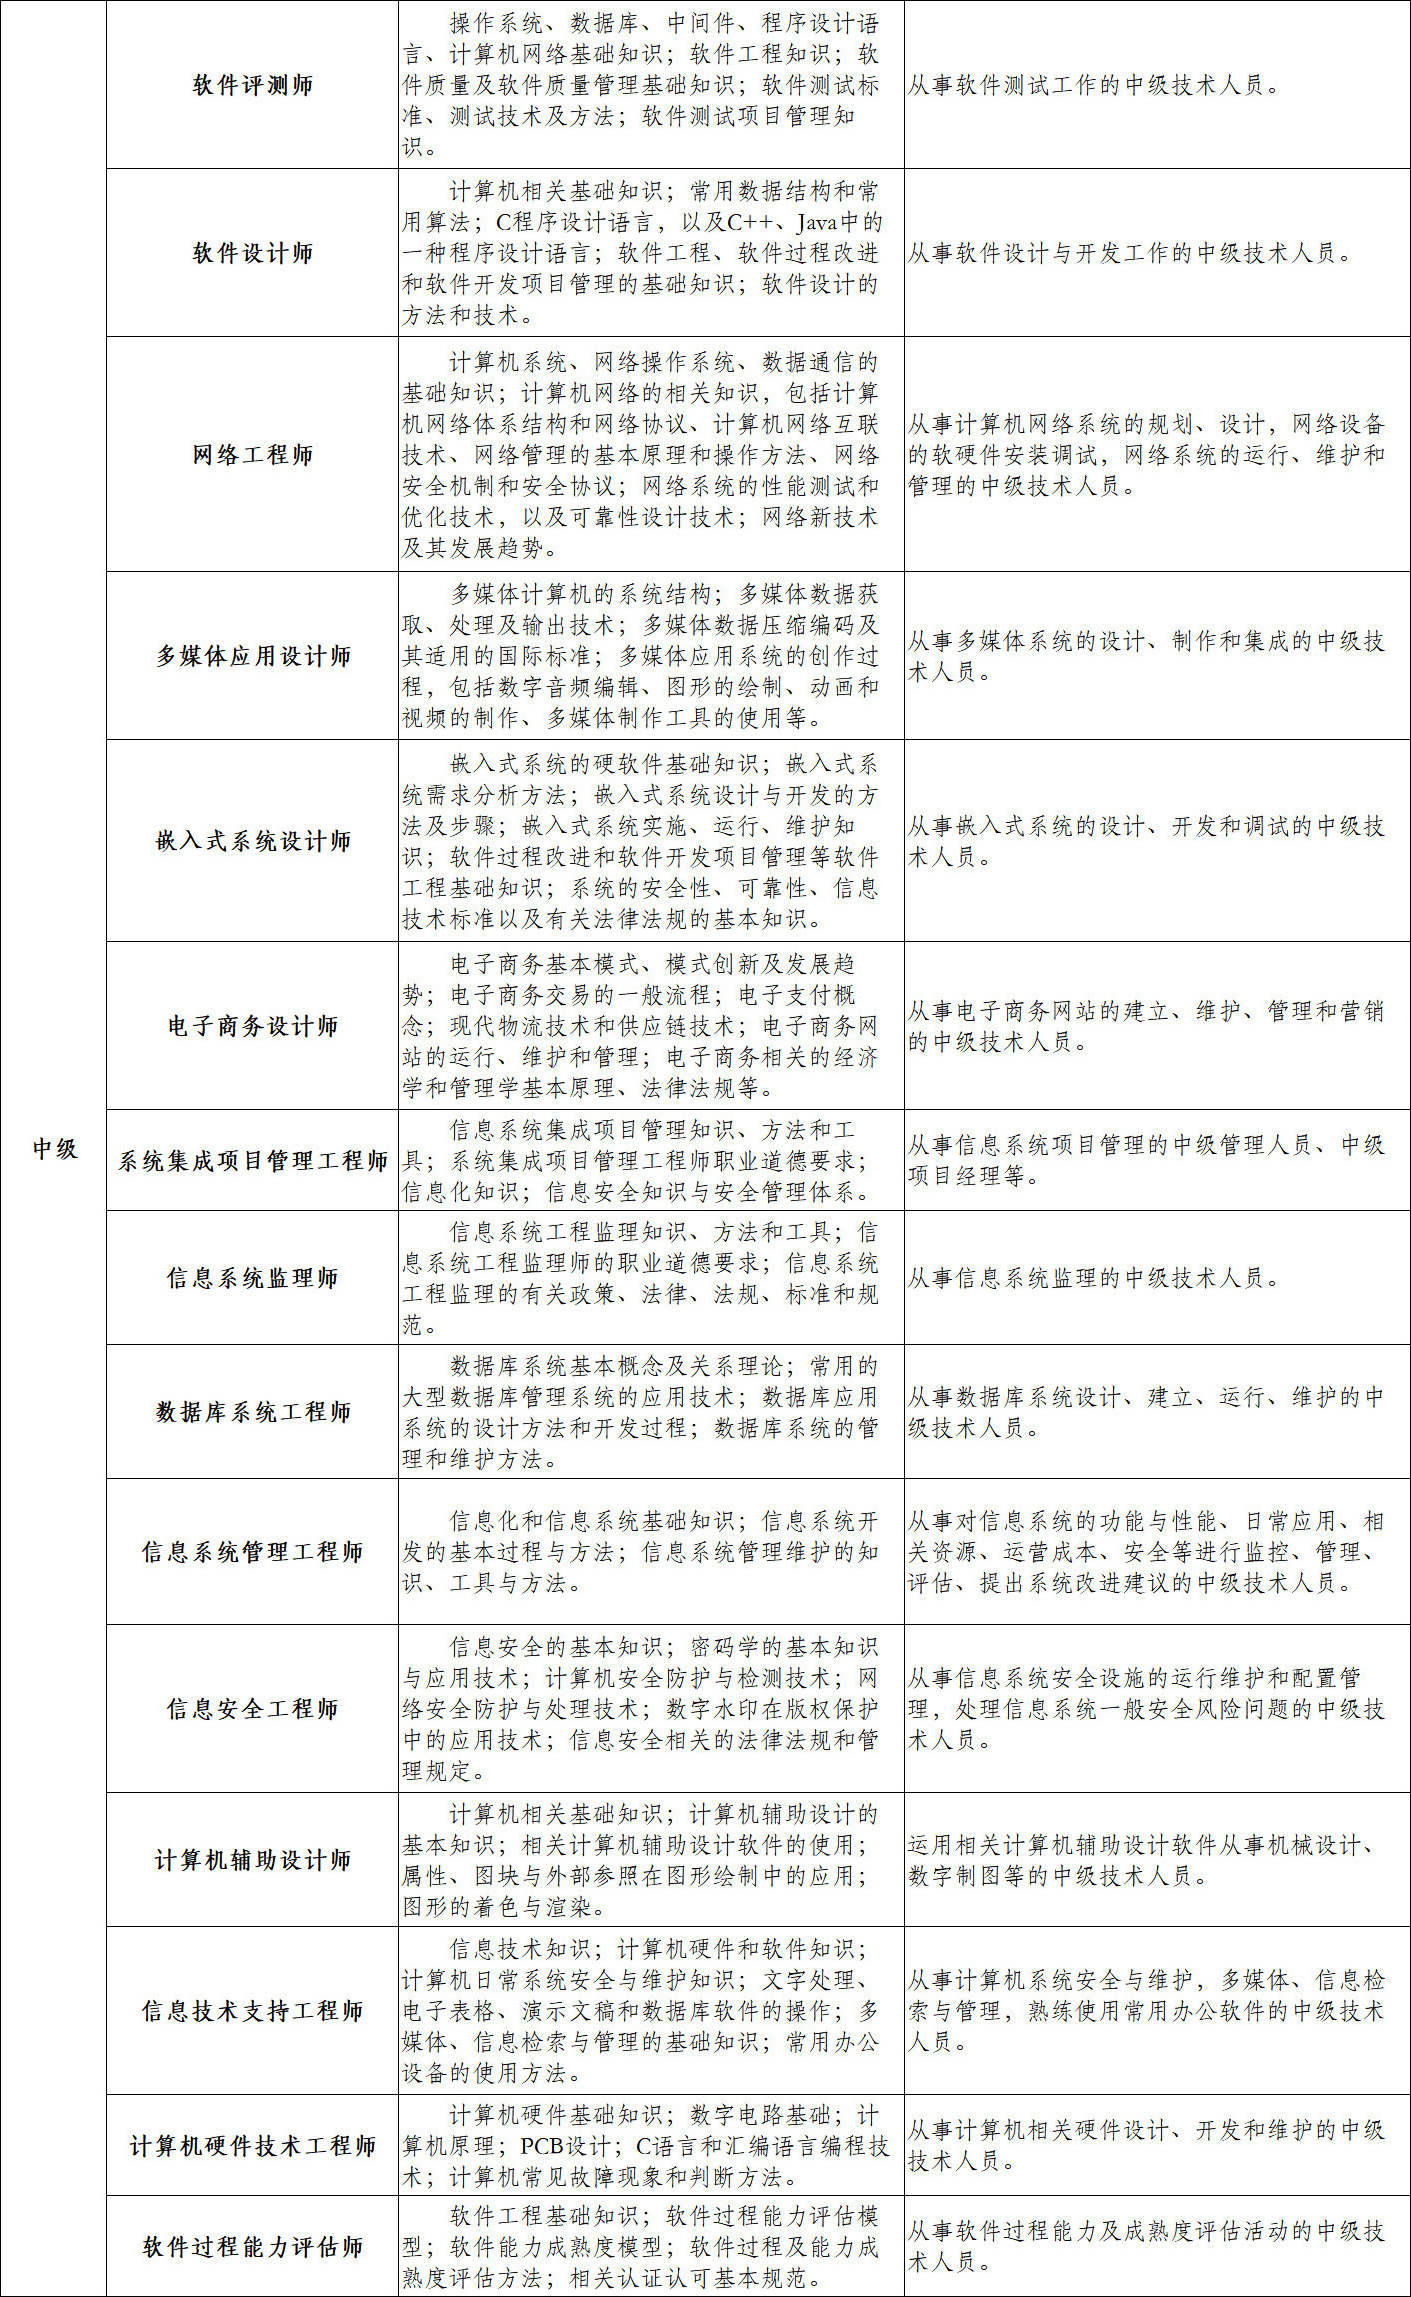 中级
软件评测师
操作系统、数据库、中间件、程序设计语
言、计算机网络基础知识；软件工程知识；软
件质量及软件质量管理基础知识；软件测试标
准、测试技术及方法；软件测试项目管理知
识。
从事软件测试工作的中级技术人员。
软件设计师
计算机相关基础知识；常用数据结构和常
用算法；C程序设计语言，以及C++、Java中的
一种程序设计语言；软件工程、软件过程改进
和软件开发项目管理的基础知识；软件设计的
方法和技术。
从事软件设计与开发工作的中级技术人员。
网络工程师
计算机系统、网络操作系统、数据通信的
基础知识；计算机网络的相关知识，包括计算
机网络体系结构和网络协议、计算机网络互联
技术、网络管理的基本原理和操作方法、网络
安全机制和安全协议；网络系统的性能测试和
优化技术，以及可靠性设计技术；网络新技术
及其发展趋势。
从事计算机网络系统的规划、设计，网络设备
的软硬件安装调试，网络系统的运行、维护和
管理的中级技术人员。
多媒体应用设计师
多媒体计算机的系统结构；多媒体数据获
取、处理及输出技术；多媒体数据压缩编码及
其适用的国际标准；多媒体应用系统的创作过
程，包括数字音频编辑、图形的绘制、动画和
视频的制作、多媒体制作工具的使用等。
从事多媒体系统的设计、制作和集成的中级技
术人员。
嵌入式系统设计师
嵌入式系统的硬软件基础知识；嵌入式系
统需求分析方法；嵌入式系统设计与开发的方
法及步骤；嵌入式系统实施、运行、维护知
识；软件过程改进和软件开发项目管理等软件
工程基础知识；系统的安全性、可靠性、信息
技术标准以及有关法律法规的基本知识。
从事嵌入式系统的设计、开发和调试的中级技
术人员。
电子商务设计师
电子商务基本模式、模式创新及发展趋
势；电子商务交易的一般流程；电子支付概
念；现代物流技术和供应链技术；电子商务网
站的运行、维护和管理；电子商务相关的经济
学和管理学基本原理、法律法规等。
从事电子商务网站的建立、维护、管理和营销
的中级技术人员。
系统集成项目管理工程师
信息系统集成项目管理知识、方法和工
具；系统集成项目管理工程师职业道德要求；
信息化知识；信息安全知识与安全管理体系。
从事信息系统项目管理的中级管理人员、中级
项目经理等。
信息系统监理师
信息系统工程监理知识、方法和工具；信
息系统工程监理师的职业道德要求；信息系统
工程监理的有关政策、法律、法规、标准和规
范。
从事信息系统监理的中级技术人员。
数据库系统工程师
数据库系统基本概念及关系理论；常用的
大型数据库管理系统的应用技术；数据库应用
系统的设计方法和开发过程；数据库系统的管
理和维护方法。
从事数据库系统设计、建立、运行、维护的中
级技术人员。
信息系统管理工程师
信息化和信息系统基础知识；信息系统开
发的基本过程与方法；信息系统管理维护的知
识、工具与方法。
从事对信息系统的功能与性能、日常应用、相
关资源、运营成本、安全等进行监控、管理、
评估、提出系统改进建议的中级技术人员。
信息安全工程师
信息安全的基本知识；密码学的基本知识
与应用技术；计算机安全防护与检测技术；网
络安全防护与处理技术；数字水印在版权保护
中的应用技术；信息安全相关的法律法规和管
理规定。
从事信息系统安全设施的运行维护和配置管
理，处理信息系统一般安全风险问题的中级技
术人员。
计算机辅助设计师
计算机相关基础知识；计算机辅助设计的
基本知识；相关计算机辅助设计软件的使用；
属性、图块与外部参照在图形绘制中的应用；
图形的着色与渲染。
运用相关计算机辅助设计软件从事机械设计、
数字制图等的中级技术人员。
信息技术支持工程师
信息技术知识；计算机硬件和软件知识；
计算机日常系统安全与维护知识；文字处理、
电子表格、演示文稿和数据库软件的操作；多
媒体、信息检索与管理的基础知识；常用办公
设备的使用方法。
从事计算机系统安全与维护，多媒体、信息检
索与管理，熟练使用常用办公软件的中级技术
人员。
计算机硬件技术工程师
计算机硬件基础知识；数字电路基础；计
算机原理；PCB设计；C语言和汇编语言编程技
术；计算机常见故障现象和判断方法。
从事计算机相关硬件设计、开发和维护的中级
技术人员。
软件过程能力评估师
软件工程基础知识；软件过程能力评估模
型；软件能力成熟度模型；软件过程及能力成
熟度评估方法；相关认证认可基本规范。
从事软件过程能力及成熟度评估活动的中级技
术人员。